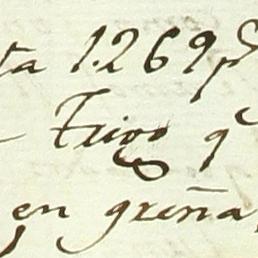 ta 1.269 p^s
Trigo q^e
en greña